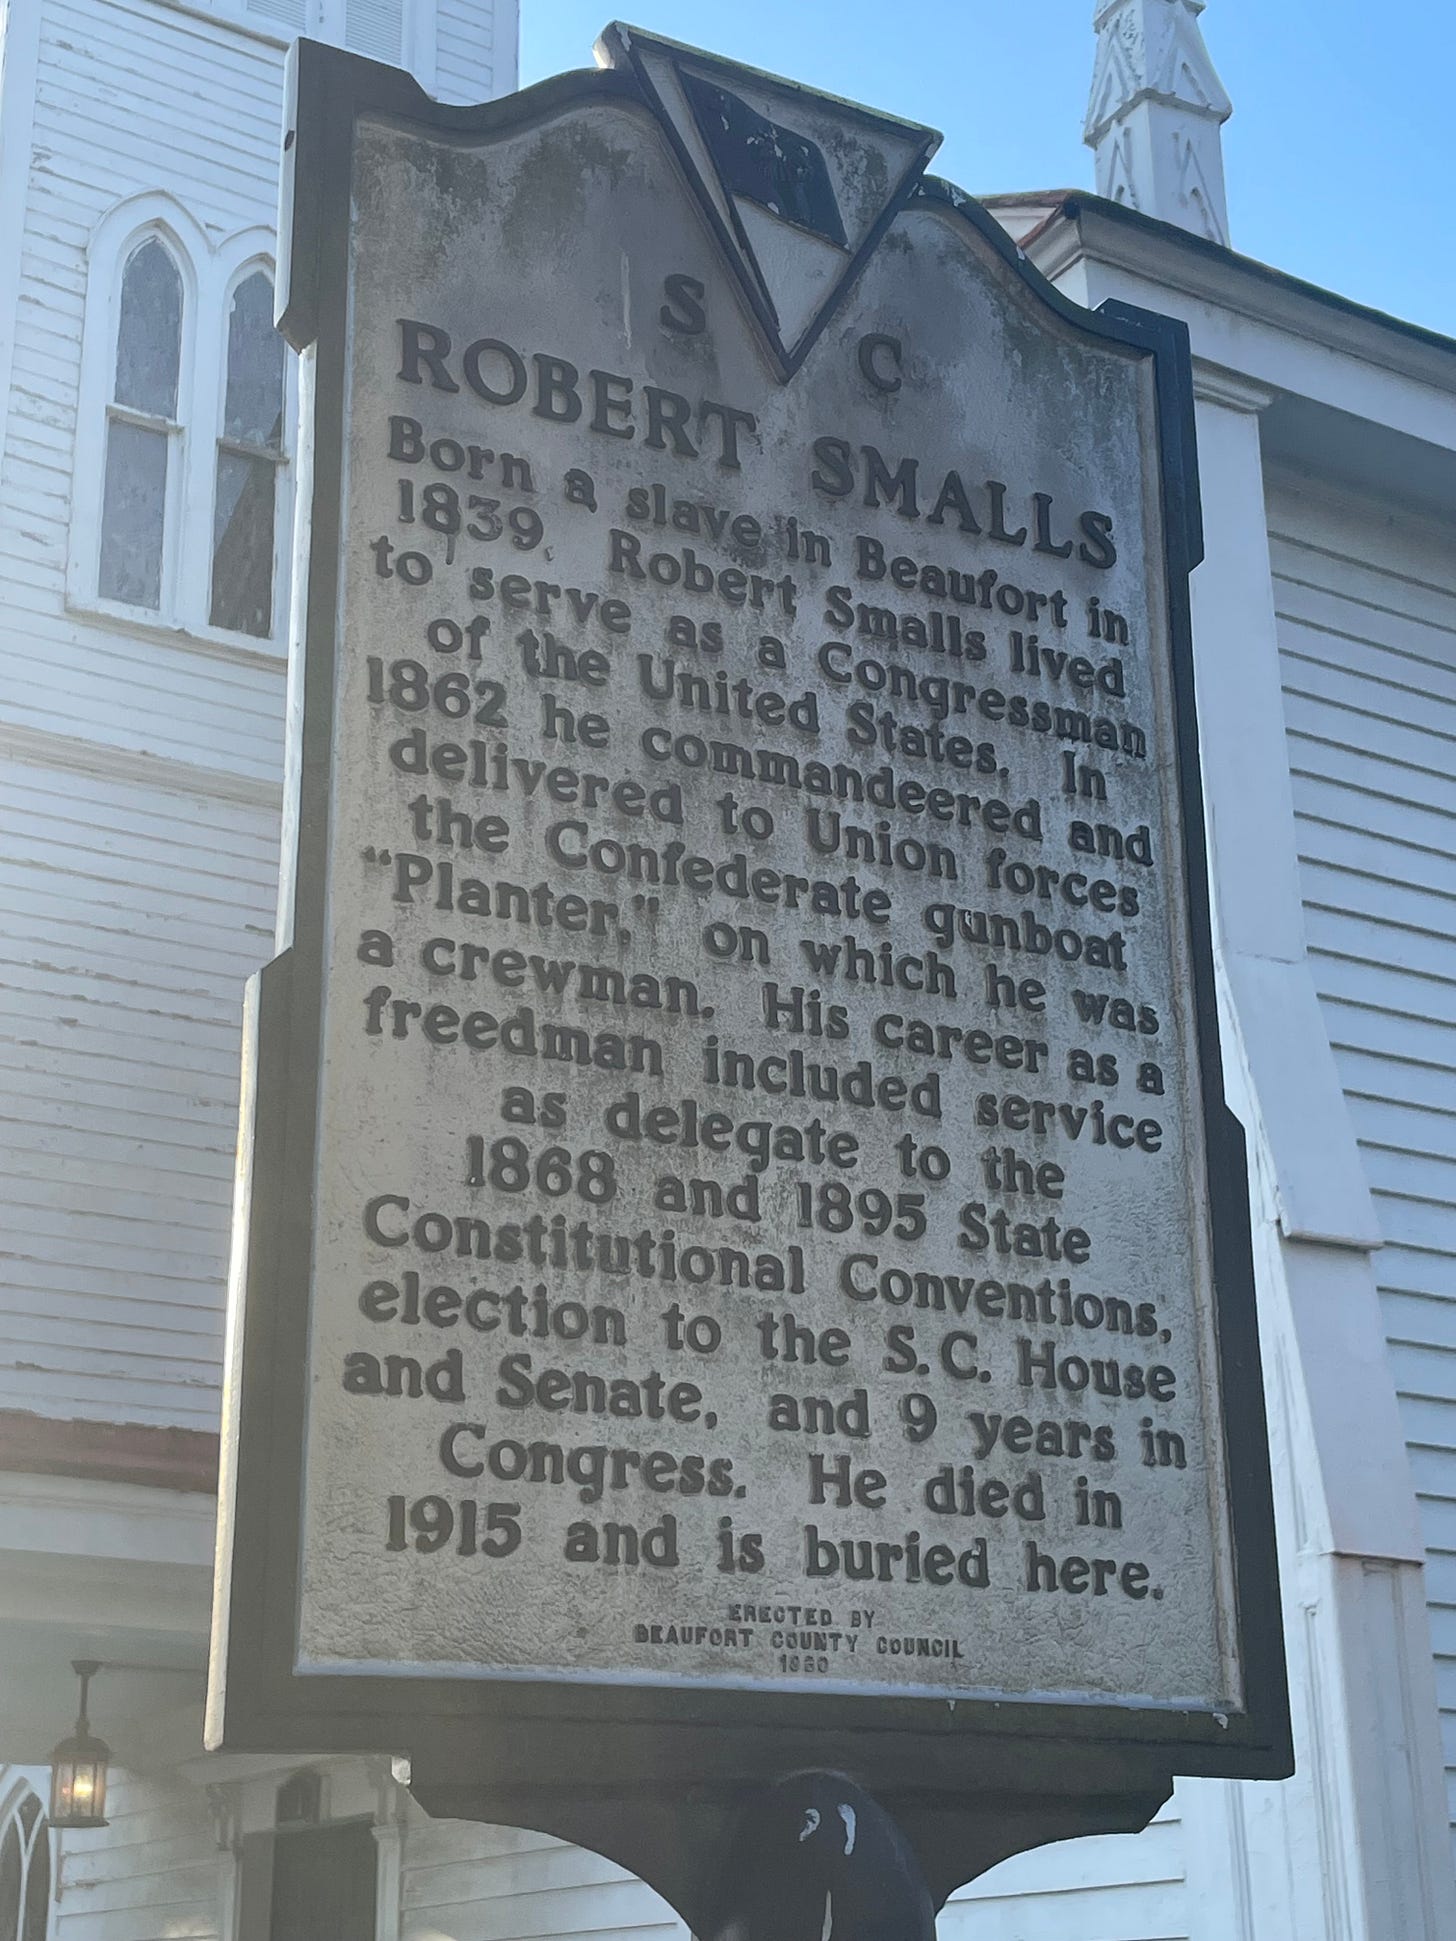 S C
ROBERT SMALLS
Born a slave in Beaufort in
1839, Robert Smalls lived
to serve as a Congressman
of the United States. In
1862 he commandeered and
delivered to Union forces
the Confederate gunboat
“Planter,” on which he was
a crewman. His career as a
freedman included service
as delegate to the
1868 and 1895 State
Constitutional Conventions,
election to the S.C. House
and Senate, and 9 years in
Congress. He died in
1915 and is buried here.
ERECTED BY
BEAUFORT COUNTY COUNCIL